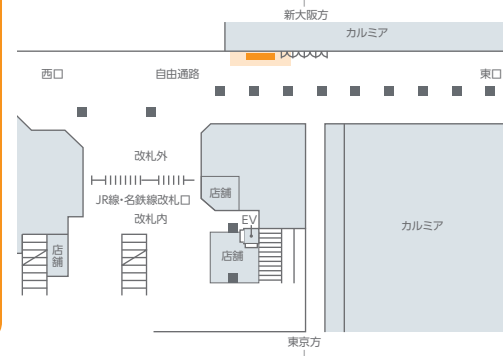 新大阪方
カルミア
西口
自由通路
東口
改札外
JR線・名鉄線改札口
改札内
店舗
EV
店舗
店舗
カルミア
東京方